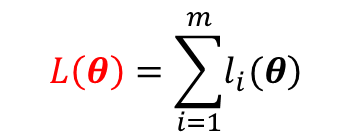 L(θ) = ∑_{i=1}^{m} l_i(θ)